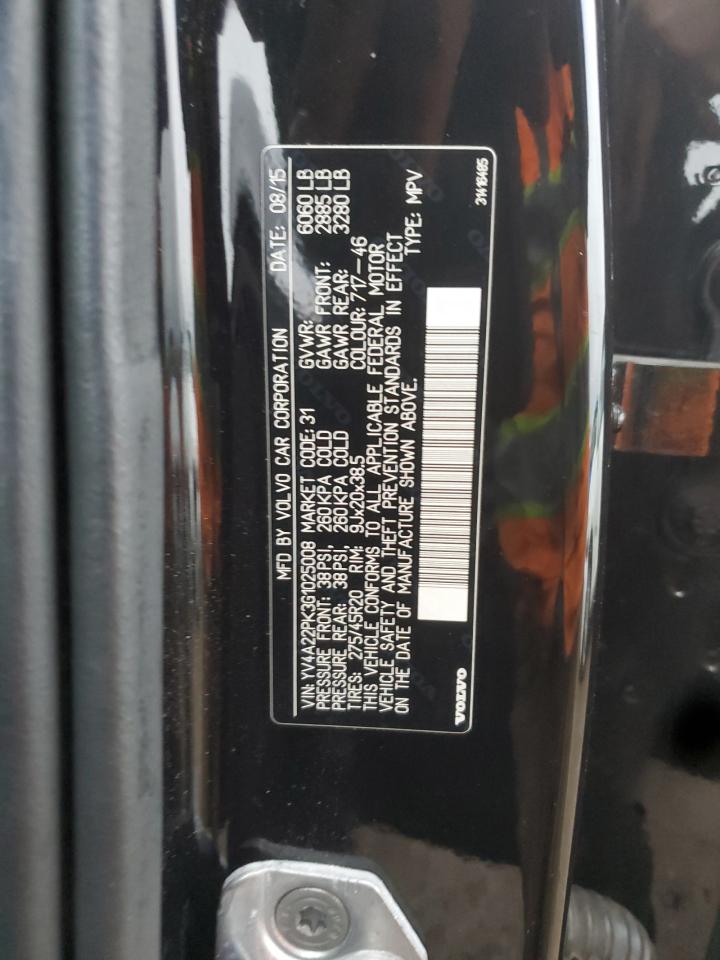 MFD BY VOLVO CAR CORPORATION DATE: 08/15
VIN: YV4A22PK3G1025008 MARKET CODE: 31 GVWR: 6060 LB
PRESSURE FRONT: 38PSI, 260KPA COLD GAWR FRONT: 2885 LB
PRESSURE REAR: 38PSI, 260KPA COLD GAWR REAR: 3280 LB
TIRES: 275/45R20 RIM: 9Jx20x38.5 COLOUR: 717-46
THIS VEHICLE CONFORMS TO ALL APPLICABLE FEDERAL MOTOR
VEHICLE SAFETY AND THEFT PREVENTION STANDARDS IN EFFECT
ON THE DATE OF MANUFACTURE SHOWN ABOVE. TYPE: MPV
VOLVO 31416405